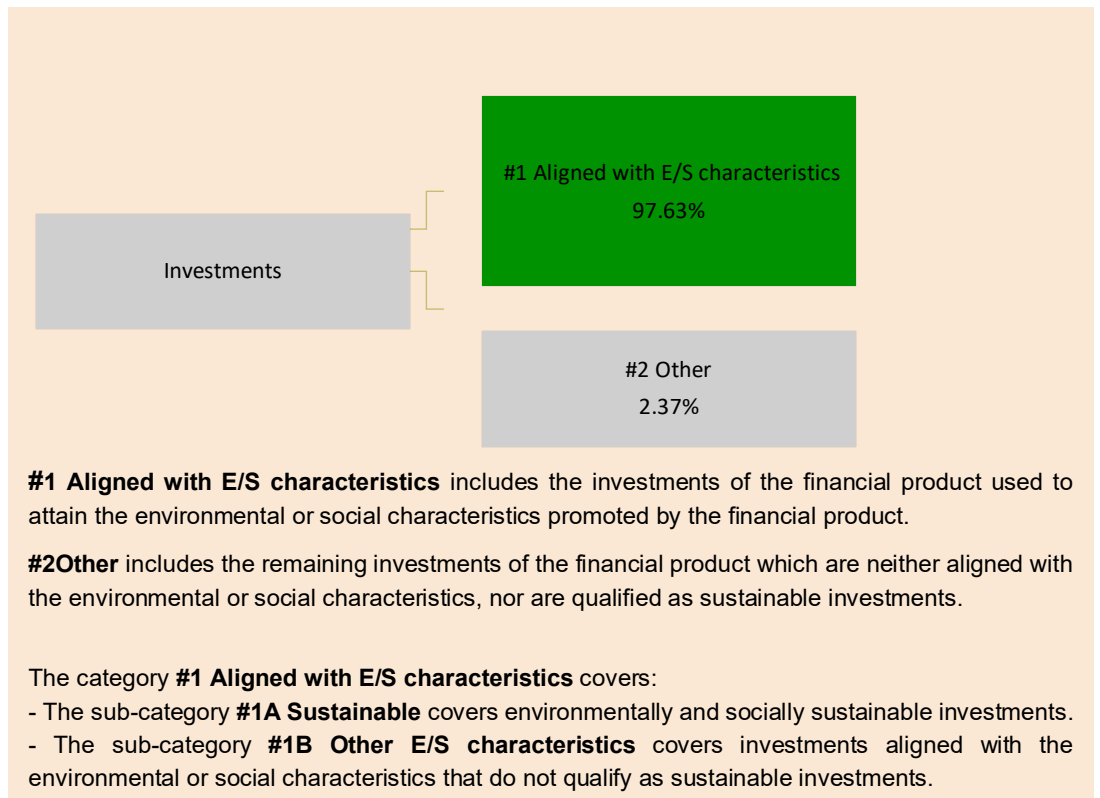 #1 Aligned with E/S characteristics
97.63%
Investments
#2 Other
2.37%
#1 Aligned with E/S characteristics includes the investments of the financial product used to
attain the environmental or social characteristics promoted by the financial product.
#2Other includes the remaining investments of the financial product which are neither aligned with
the environmental or social characteristics, nor are qualified as sustainable investments.
The category #1 Aligned with E/S characteristics covers:
- The sub-category #1A Sustainable covers environmentally and socially sustainable investments.
- The sub-category #1B Other E/S characteristics covers investments aligned with the
environmental or social characteristics that do not qualify as sustainable investments.